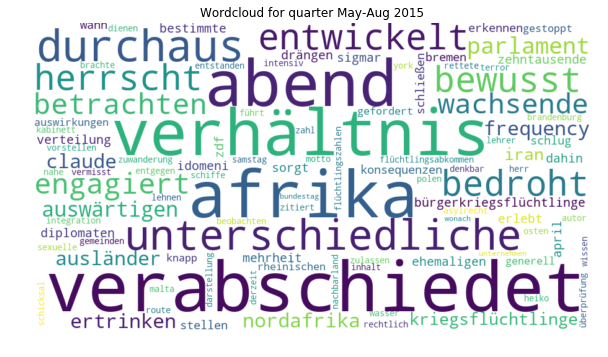 Wordcloud for quarter May-Aug 2015
wann dienen bestimmte entwickelt erkennen gestoppt
durchaus abend drängen sigmar bremen parlament
brachte entstanden intensiv york schließen rettete terror zehntausende
herrscht bewusst
betrachten wachsende
auswirkungen kabinett verhältnis gefordert brandenburg
verteilung zdf führt zahl frequency
vorstellen lehrer schlug
claude zuwanderung idomeni samstag motto flüchtlingsabkommen iran dahin
nahe vermisst entgegen sorgt konsequenzen denkbar herr
engagiert afrika flüchtlingszahlen polen bedroht
lehnen schiffe bundestag zitiert bürgerkriegsflüchtlinge
auswärtigen beobachten asylrecht erlebt autor
integration wonach osten
diplomaten gemeinden unterschiedliche april
sexuelle ausländer knapp mehrheit ehemaligen generell unternehmen wissen
darstellung derzeit rheinischen nachbarland zulassen inhalt
verabschiedet
schicksal malta heiko überprüfung
route wasser
ertrinken stellen nordafrika rechtlich kriegsflüchtlinge